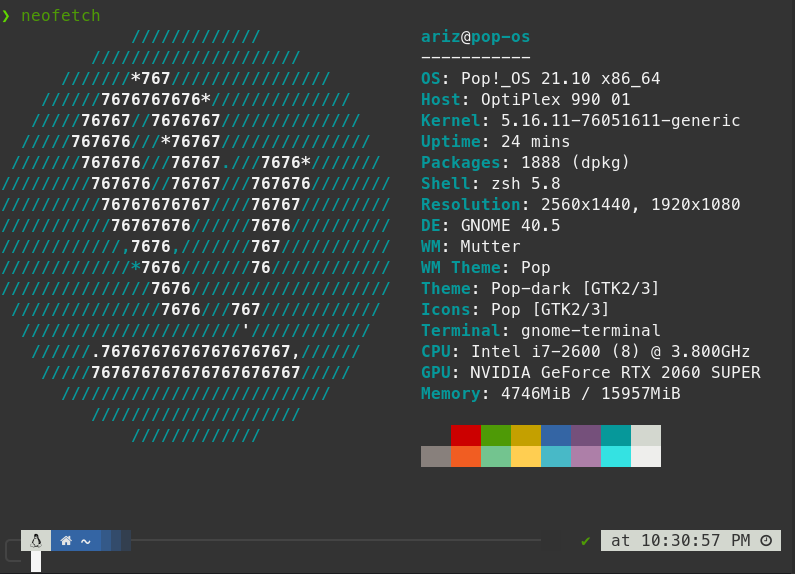 ❯ neofetch
             /////////////
         /////////////////////
      ///////*767////////////////
    //////7676767676*//////////////
   /////76767//7676767//////////////
  /////767676///*76767///////////////
 ///////767676///76767.///7676*///////
/////////767676//76767///767676////////
//////////76767676767////76767/////////
///////////76767676//////7676//////////
////////////,7676,///////767///////////
/////////////*7676///////76////////////
///////////////7676////////////////////
 ///////////////7676///767////////////
  //////////////////////'////////////
   //////.7676767676767676767,//////
    /////767676767676767676767/////
      ///////////////////////////
         /////////////////////
             /////////////
ariz@pop-os
-----------
OS: Pop!_OS 21.10 x86_64
Host: OptiPlex 990 01
Kernel: 5.16.11-76051611-generic
Uptime: 24 mins
Packages: 1888 (dpkg)
Shell: zsh 5.8
Resolution: 2560x1440, 1920x1080
DE: GNOME 40.5
WM: Mutter
WM Theme: Pop
Theme: Pop-dark [GTK2/3]
Icons: Pop [GTK2/3]
Terminal: gnome-terminal
CPU: Intel i7-2600 (8) @ 3.800GHz
GPU: NVIDIA GeForce RTX 2060 SUPER
Memory: 4746MiB / 15957MiB
~ ✔ at 10:30:57 PM